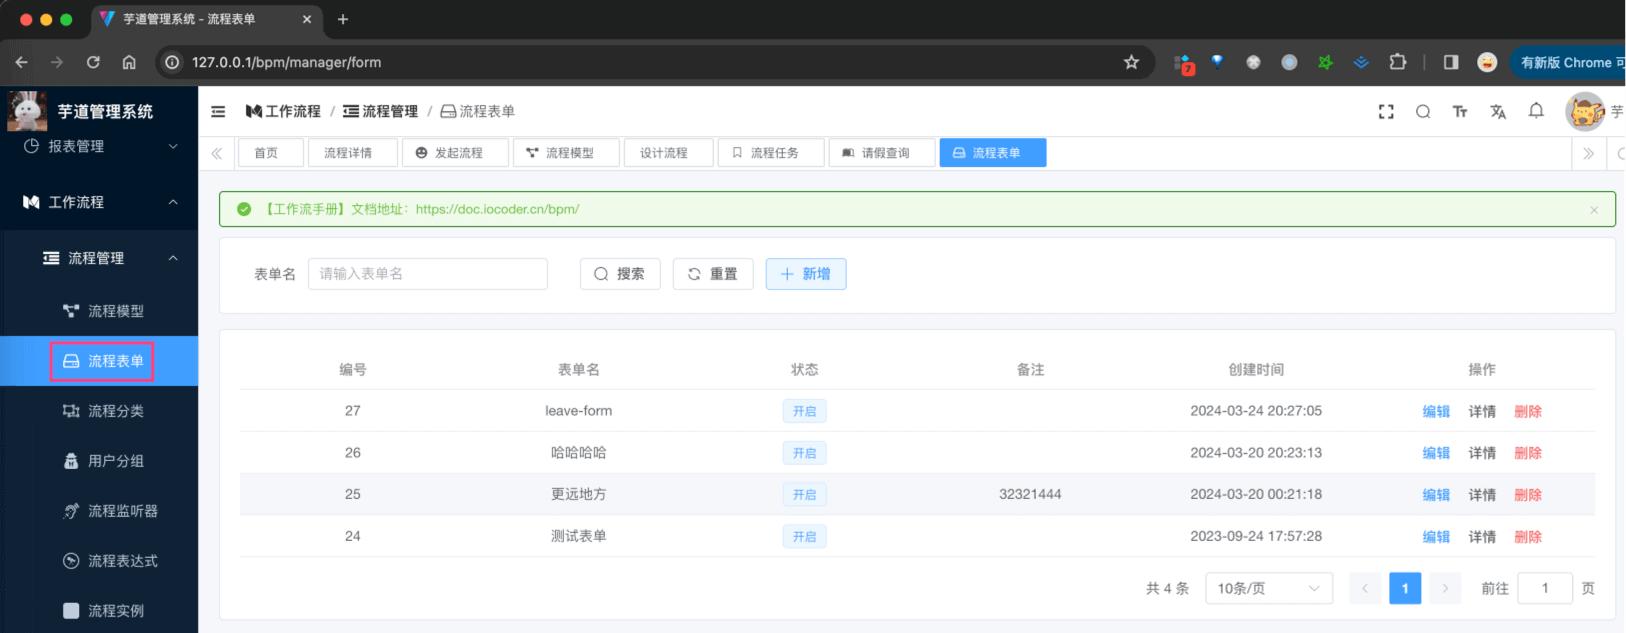 芋道管理系统 - 流程表单
127.0.0.1/bpm/manager/form
7
有新版 Chrome 可
芋道管理系统
工作流程 / 流程管理 / 流程表单
芋
报表管理
首页 流程详情 发起流程 流程模型 设计流程 流程任务 请假查询 流程表单
工作流程
【工作流手册】文档地址：https://doc.iocoder.cn/bpm/
流程管理
表单名 请输入表单名 搜索 重置 新增
流程模型
流程表单
流程分类
用户分组
流程监听器
流程表达式
流程实例
编号 表单名 状态 备注 创建时间 操作
27 leave-form 开启 2024-03-24 20:27:05 编辑 详情 删除
26 哈哈哈哈 开启 2024-03-20 20:23:13 编辑 详情 删除
25 更远地方 开启 32321444 2024-03-20 00:21:18 编辑 详情 删除
24 测试表单 开启 2023-09-24 17:57:28 编辑 详情 删除
共 4 条 10条/页 1 前往 1 页